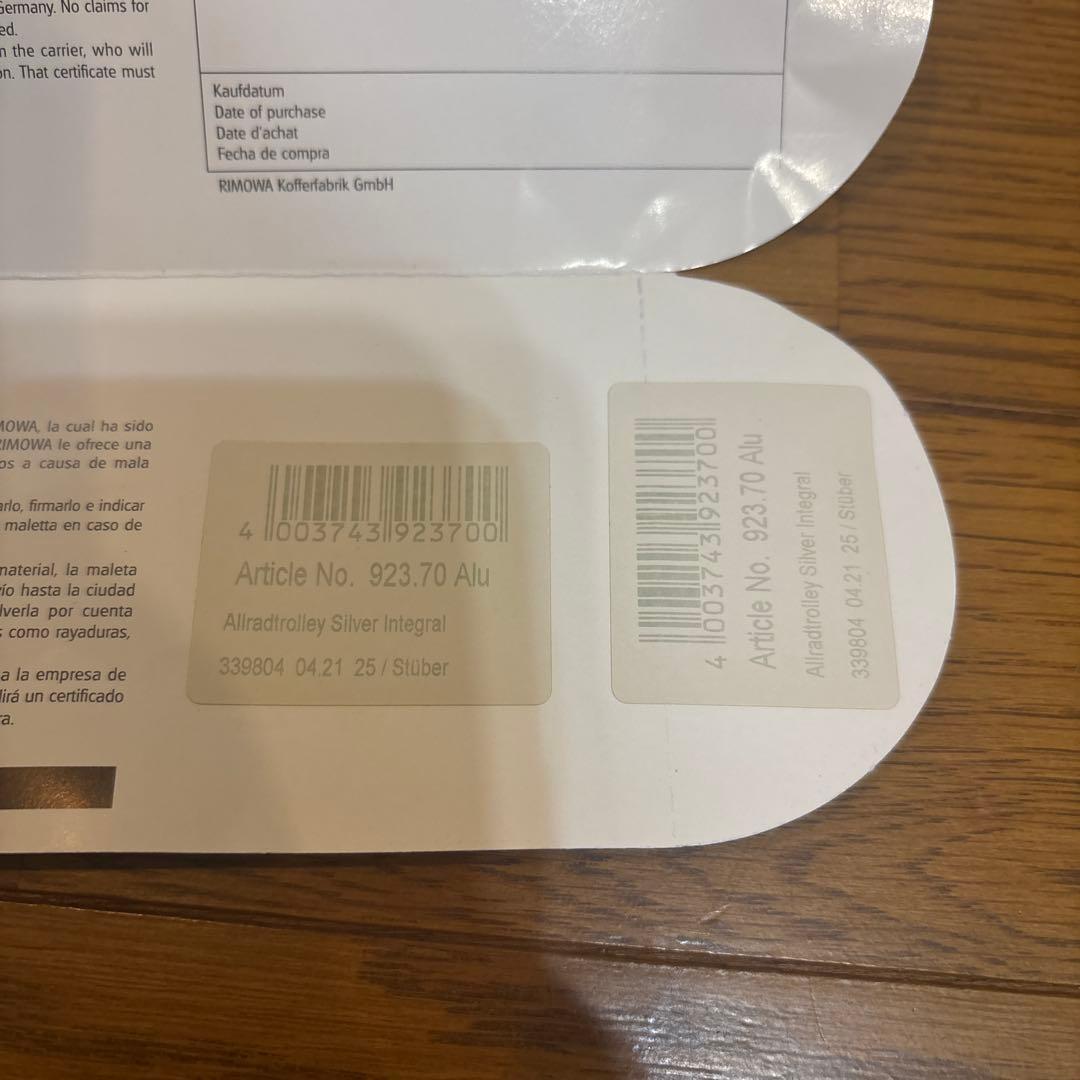 Germany. No claims for
ed.
n the carrier, who will
on. That certificate must
Kaufdatum
Date of purchase
Date d'achat
Fecha de compra
RIMOWA Kofferfabrik GmbH
MOWA, la cual ha sido
RIMOWA le ofrece una
os a causa de mala
arlo, firmarlo e indicar
maletta en caso de
material, la maleta
ío hasta la ciudad
lverla por cuenta
s como rayaduras,
a la empresa de
dirá un certificado
ra.
4 003743 923700
Article No. 923.70 Alu
Allradtrolley Silver Integral
339804 04.21 25 / Stüber
4 003743 923700
Article No. 923.70 Alu
Allradtrolley Silver Integral
339804 04.21 25 / Stüber